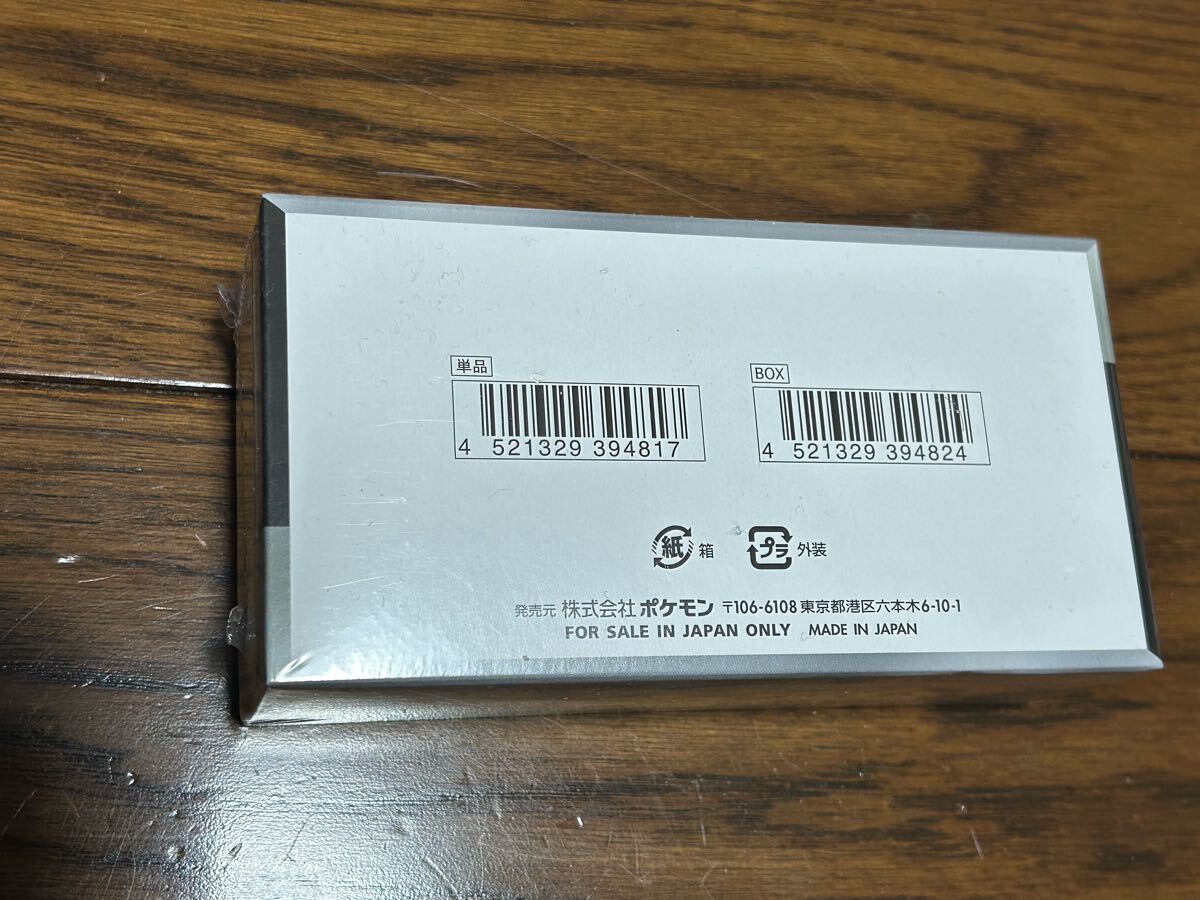 単品
4 521329 394817
BOX
4 521329 394824
紙 箱
プラ 外装
発売元 株式会社 ポケモン 〒106-6108 東京都港区六本木6-10-1
FOR SALE IN JAPAN ONLY MADE IN JAPAN